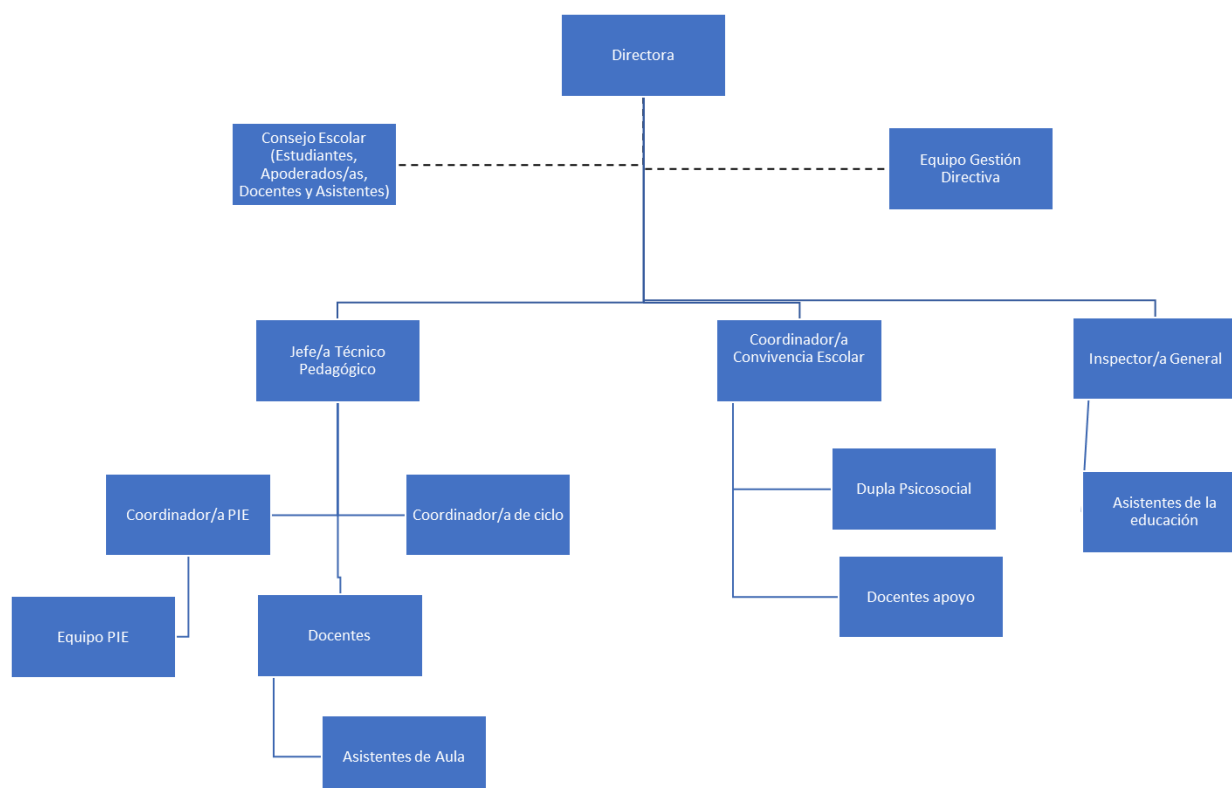 Directora
Consejo Escolar
(Estudiantes,
Apoderados/as,
Docentes y Asistentes)
Equipo Gestión
Directiva
Jefe/a Técnico
Pedagógico
Coordinador/a
Convivencia Escolar
Inspector/a General
Coordinador/a PIE
Coordinador/a de ciclo
Dupla Psicosocial
Asistentes de la
educación
Equipo PIE
Docentes
Docentes apoyo
Asistentes de Aula